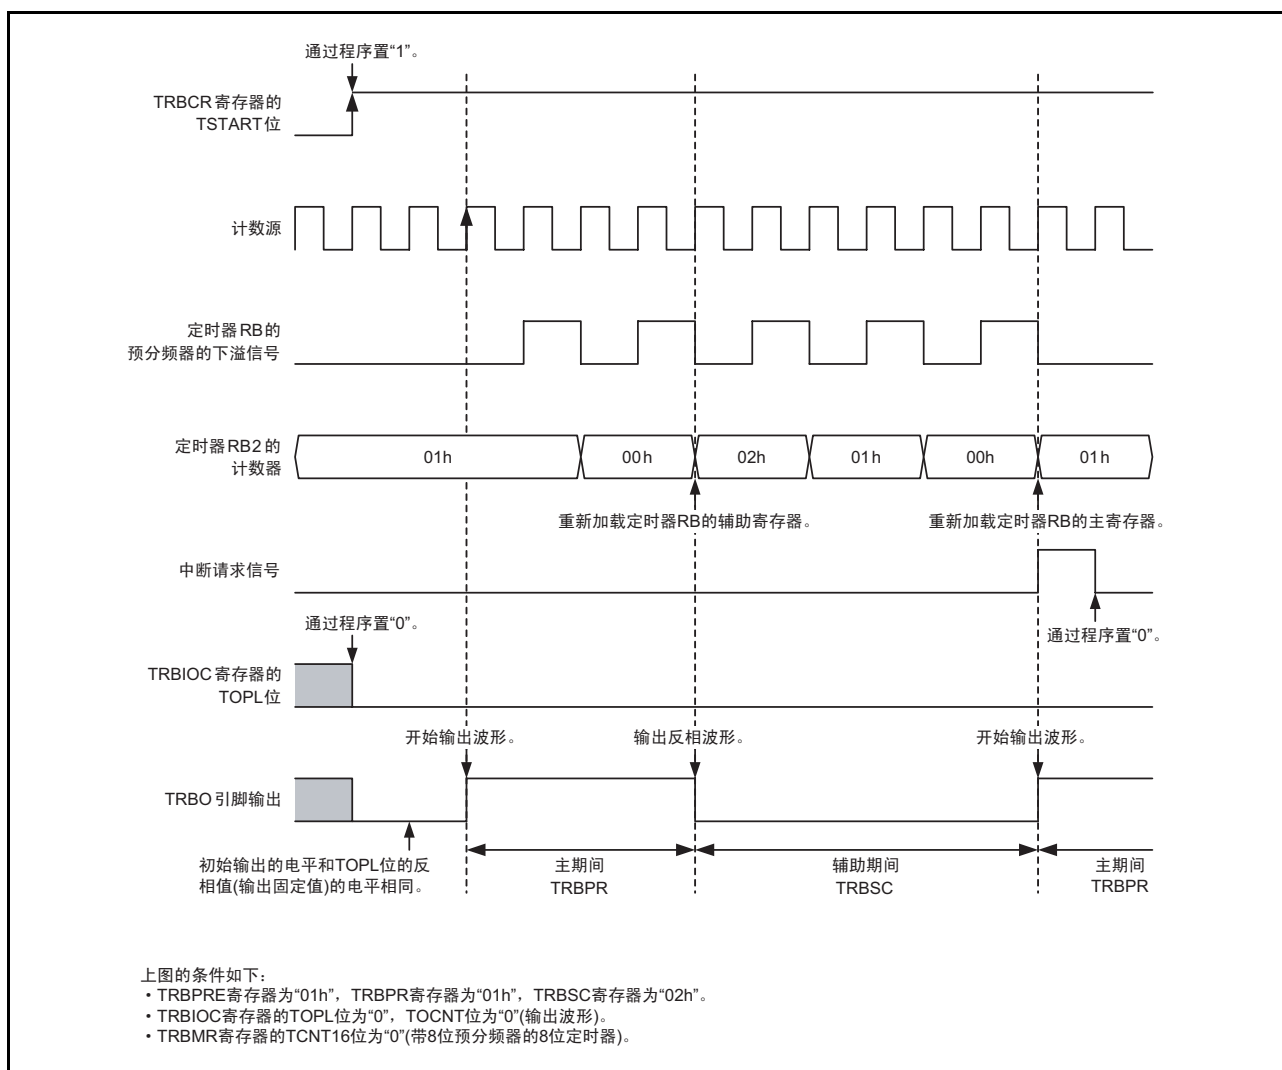 通过程序置“1”。
TRBCR寄存器的
TSTART位
计数源
定时器RB的
预分频器的下溢信号
定时器RB2的
计数器
01h
00h
02h
01h
00h
01h
重新加载定时器RB的辅助寄存器。
重新加载定时器RB的主寄存器。
中断请求信号
通过程序置“0”。
通过程序置“0”。
TRBIOC寄存器的
TOPL位
开始输出波形。
输出反相波形。
开始输出波形。
TRBO引脚输出
初始输出的电平和TOPL位的反
相值(输出固定值)的电平相同。
主期间
TRBPR
辅助期间
TRBSC
主期间
TRBPR
上图的条件如下：
・TRBPRE寄存器为“01h”，TRBPR寄存器为“01h”，TRBSC寄存器为“02h”。
・TRBIOC寄存器的TOPL位为“0”，TOCNT位为“0”(输出波形)。
・TRBMR寄存器的TCNT16位为“0”(带8位预分频器的8位定时器)。